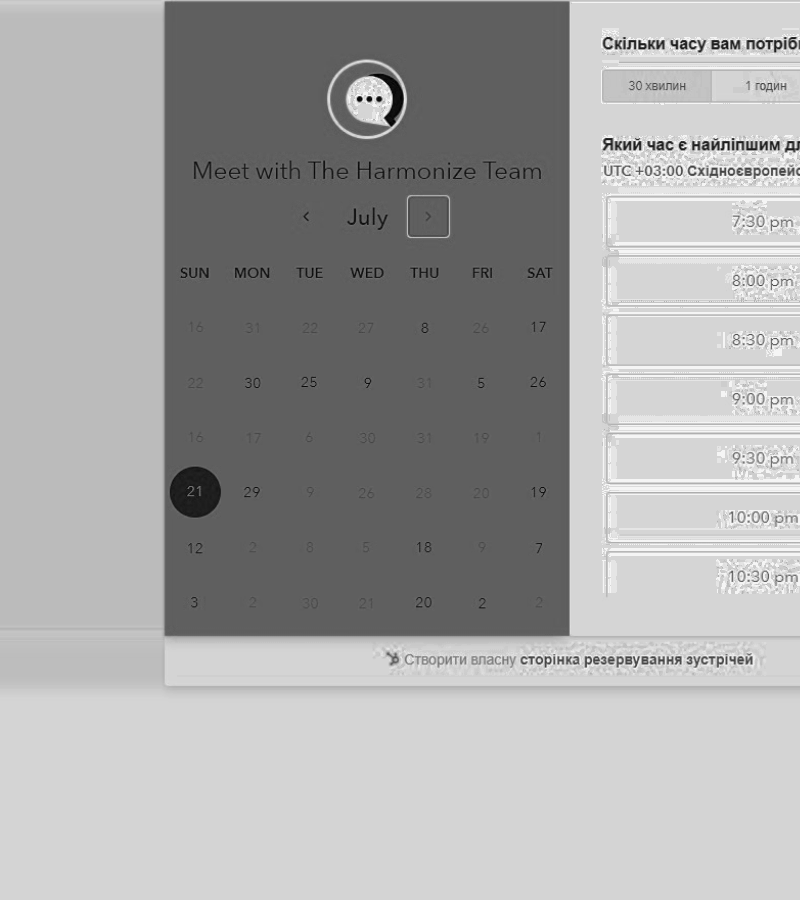 Meet with The Harmonize Team
July
SUN MON TUE WED THU FRI SAT
16 31 22 27 8 26 17
22 30 25 9 31 5 26
16 17 6 30 31 19 1
21 29 9 26 28 20 19
12 2 8 5 18 9 7
3 2 30 21 20 2 2
Скільки часу вам потріб
30 хвилин 1 годин
Який час є найліпшим дл
UTC +03:00 Східноєвропейс
7:30 pm
8:00 pm
8:30 pm
9:00 pm
9:30 pm
10:00 pm
10:30 pm
Створити власну сторінка резервування зустрічей